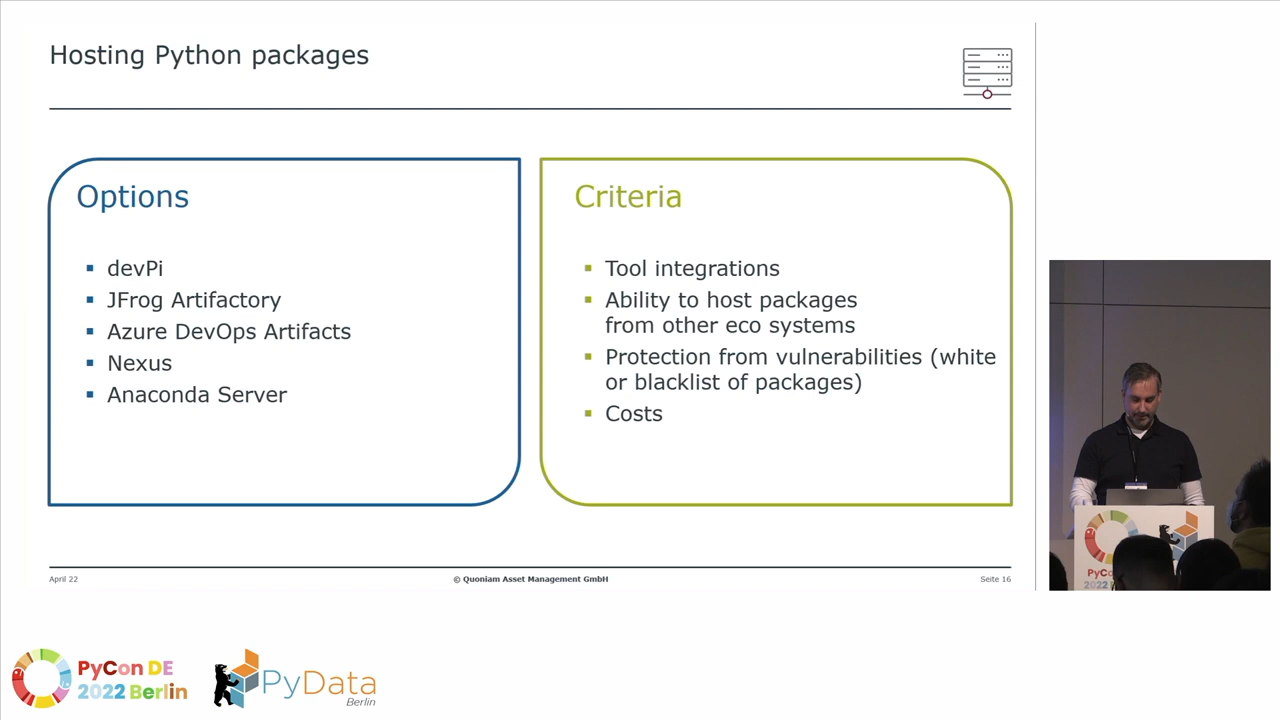 Hosting Python packages
Options
▪ devPi
▪ JFrog Artifactory
▪ Azure DevOps Artifacts
▪ Nexus
▪ Anaconda Server
Criteria
▪ Tool integrations
▪ Ability to host packages
from other eco systems
▪ Protection from vulnerabilities (white
or blacklist of packages)
▪ Costs
April 22
© Quoniam Asset Management GmbH
Seite 16
2022
PyCon DE
2022 Berlin
PyData
Berlin